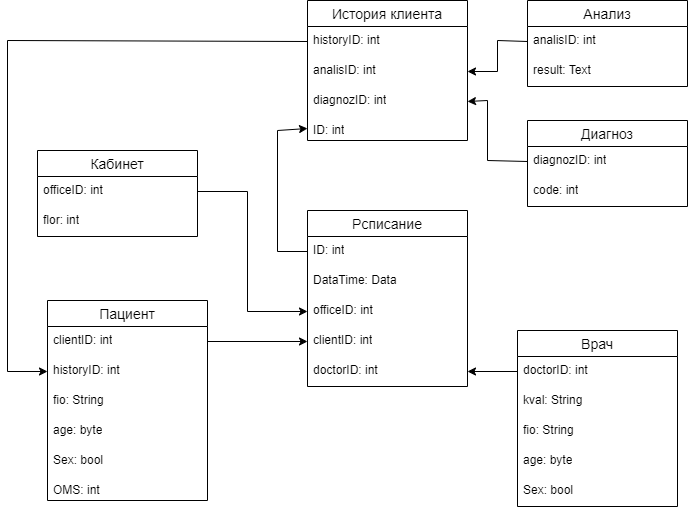 История клиента
historyID: int
analisID: int
diagnozID: int
ID: int
Анализ
analisID: int
result: Text
Диагноз
diagnozID: int
code: int
Кабинет
officeID: int
flor: int
Рсписание
ID: int
DataTime: Data
officeID: int
clientID: int
doctorID: int
Пациент
clientID: int
historyID: int
fio: String
age: byte
Sex: bool
OMS: int
Врач
doctorID: int
kval: String
fio: String
age: byte
Sex: bool